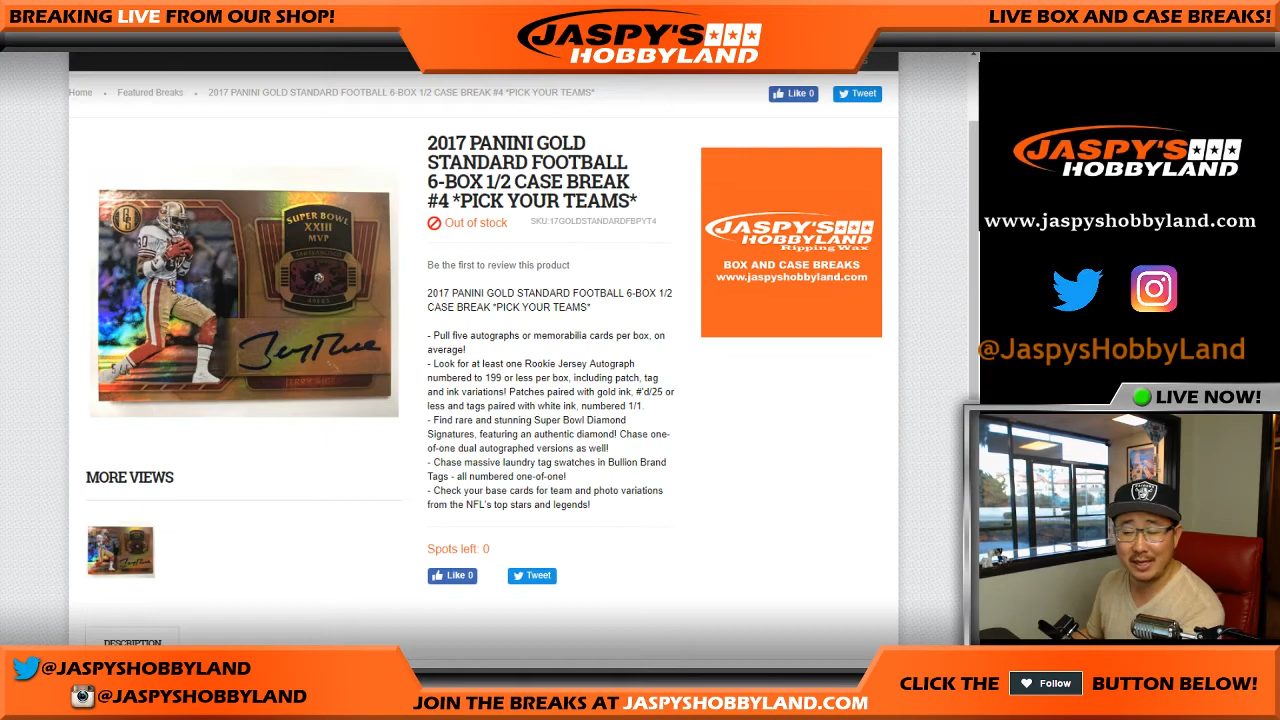 BREAKING LIVE FROM OUR SHOP!
JASPY'S
HOBBYLAND
LIVE BOX AND CASE BREAKS!
Home • Featured Breaks • 2017 PANINI GOLD STANDARD FOOTBALL 6-BOX 1/2 CASE BREAK #4 *PICK YOUR TEAMS*
Like 0
Tweet
2017 PANINI GOLD
STANDARD FOOTBALL
6-BOX 1/2 CASE BREAK
#4 *PICK YOUR TEAMS*
Out of stock
SKU:17GOLDSTANDARDFBPYT4
Be the first to review this product
2017 PANINI GOLD STANDARD FOOTBALL 6-BOX 1/2
CASE BREAK *PICK YOUR TEAMS*
- Pull five autographs or memorabilia cards per box, on
average!
- Look for at least one Rookie Jersey Autograph
numbered to 199 or less per box, including patch, tag
and ink variations! Patches paired with gold ink, #'d/25 or
less and tags paired with white ink, numbered 1/1.
- Find rare and stunning Super Bowl Diamond
Signatures, featuring an authentic diamond! Chase one-
of-one dual autographed versions as well!
- Chase massive laundry tag swatches in Bullion Brand
Tags - all numbered one-of-one!
- Check your base cards for team and photo variations
from the NFL's top stars and legends!
Spots left: 0
Like 0
Tweet
SUPER BOWL
XXIII
MVP
SAN FRANCISCO
49ERS
Jerry Rice
JERRY RICE
MORE VIEWS
DESCRIPTION
JASPY'S
HOBBYLAND
Ripping Wax
BOX AND CASE BREAKS
www.jaspyshobbyland.com
JASPY'S
HOBBYLAND
www.jaspyshobbyland.com
@JaspysHobbyLand
LIVE NOW!
RAIDERS
@JASPYSHOBBYLAND
@JASPYSHOBBYLAND
JOIN THE BREAKS AT JASPYSHOBBYLAND.COM
CLICK THE Follow BUTTON BELOW!